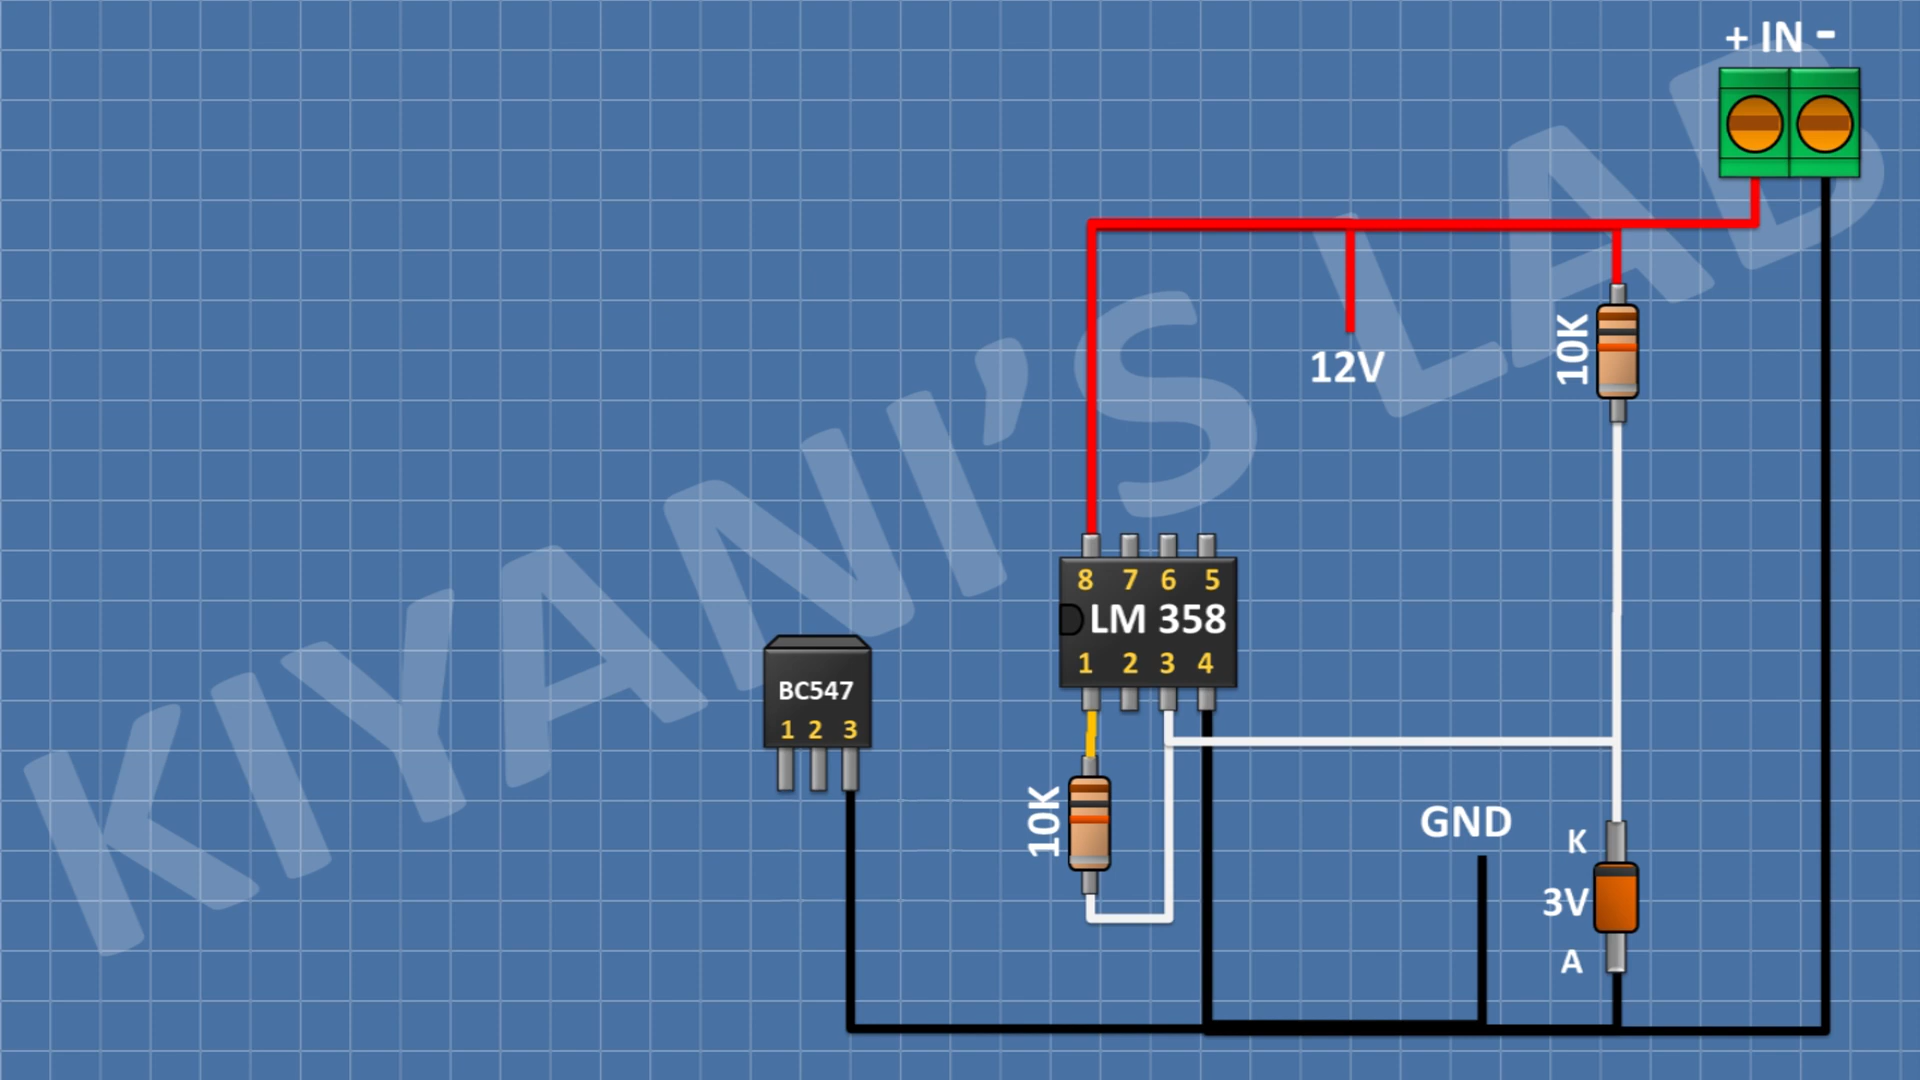 + IN -
12V
10K
8 7 6 5
LM 358
1 2 3 4
BC547
1 2 3
10K
GND
K
3V
A
KIYANI'S LAB